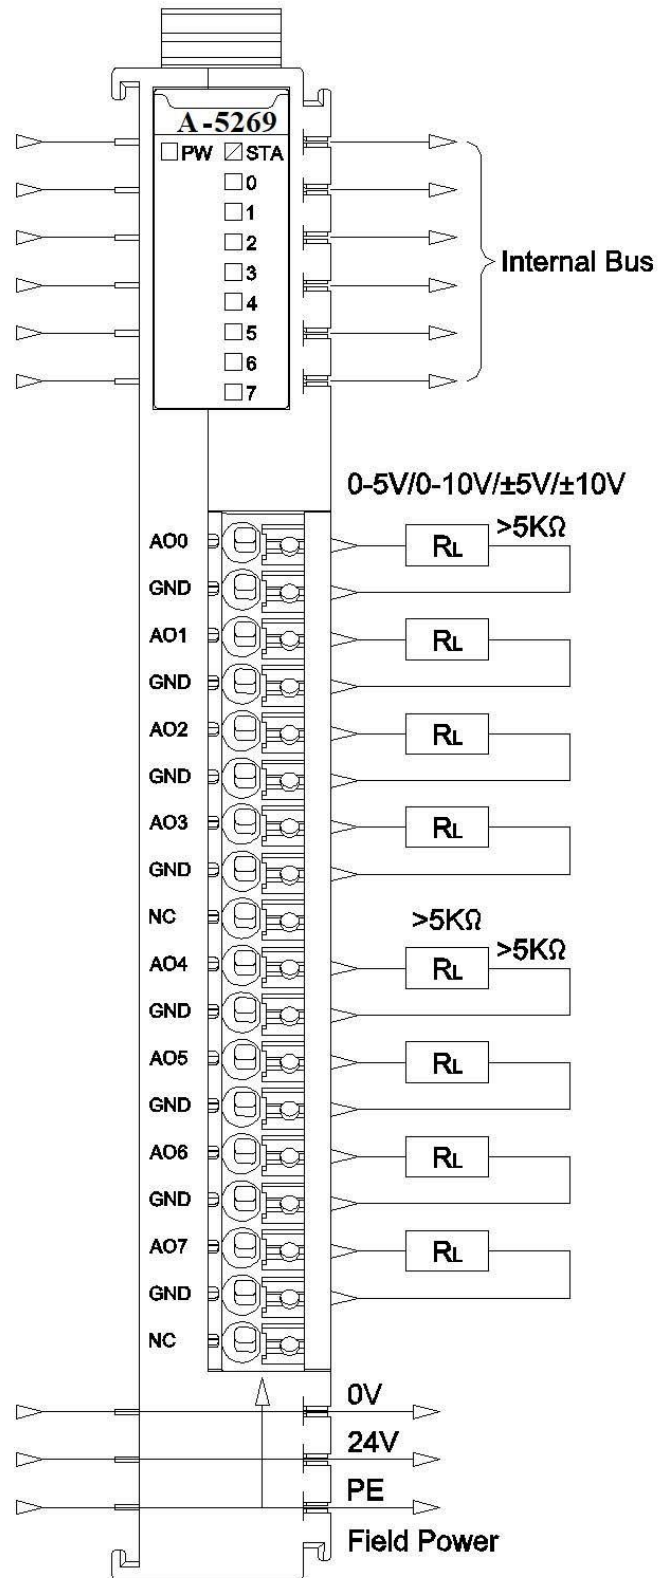 A-5269
PW STA
0
1
2
3
4
5
6
7
Internal Bus
0-5V/0-10V/±5V/±10V
AO0 RL >5KΩ
GND
AO1 RL
GND
AO2 RL
GND
AO3 RL
GND
NC >5KΩ
AO4 RL >5KΩ
GND
AO5 RL
GND
AO6 RL
GND
AO7 RL
GND
NC
0V
24V
PE
Field Power